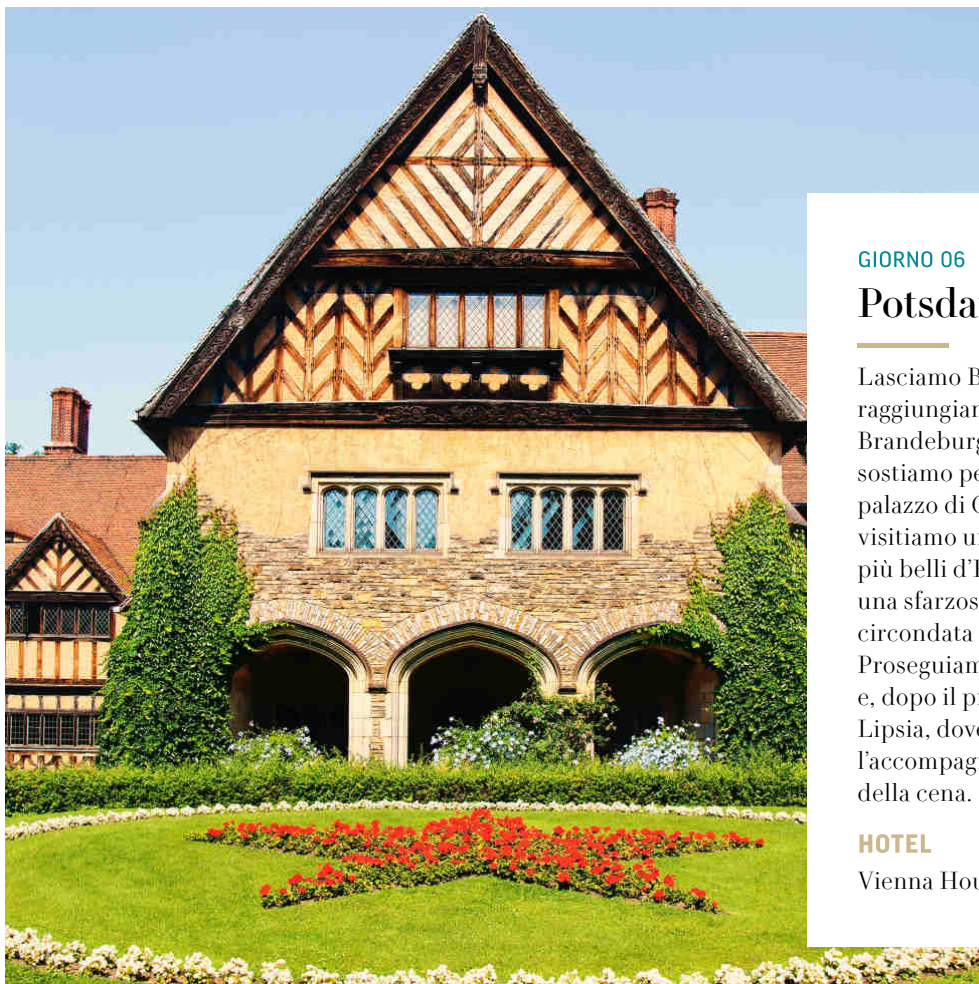 GIORNO 06
Potsda
Lasciamo B
raggiungiam
Brandeburg
sostiamo pe
palazzo di C
visitiamo un
più belli d'E
una sfarzos
circondata
Proseguiam
e, dopo il p
Lipsia, dove
l'accompag
della cena.
HOTEL
Vienna Hou